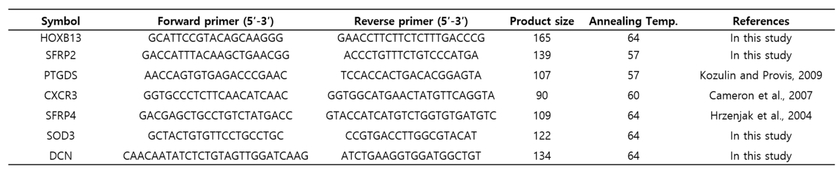 Symbol Forward primer (5'-3') Reverse primer (5'-3') Product size Annealing Temp. References
HOXB13 GCATTCCGTACAGCAAGGG GAACCTTCTTCTCTTTGACCCG 165 64 In this study
SFRP2 GACCATTTACAAGCTGAACGG ACCCTGTTTCTGTCCCATGA 139 57 In this study
PTGDS AACCAGTGTGAGACCCGAAC TCCACCACTGACACGGAGTA 107 57 Kozulin and Provis, 2009
CXCR3 GGTGCCCTCTTCAACATCAAC GGTGGCATGAACTATGTTCAGGTA 90 60 Cameron et al., 2007
SFRP4 GACGAGCTGCCTGTCTATGACC GTACCATCATGTCTGGTGTGATGTC 109 64 Hrzenjak et al., 2004
SOD3 GCTACTGTGTTCCTGCCTGC CCGTGACCTTGGCGTACAT 122 64 In this study
DCN CAACAATATCTCTGTAGTTGGATCAAG ATCTGAAGGTGGATGGCTGT 134 64 In this study